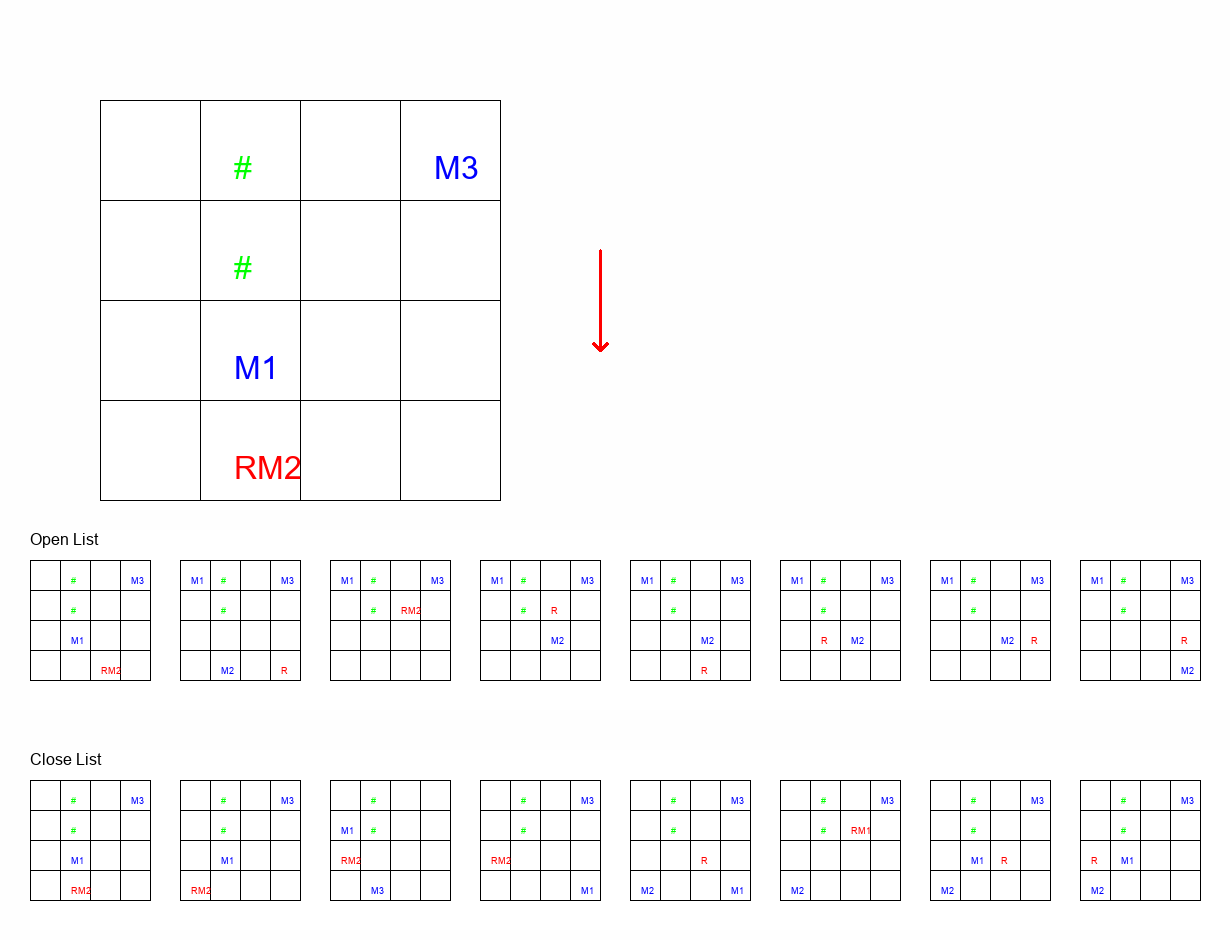 # M3
#
M1
RM2
Open List
# M3 M1 # M3 M1 # M3 M1 # M3 M1 # M3 M1 # M3 M1 # M3 M1 # M3
# # # RM2 # R # # # #
M1 M2 M2 R M2 M2 R R
RM2 M2 R R M2
Close List
# M3 # M3 # # M3 # M3 # M3 # M3 # M3
# # M1 # # # # RM1 # #
M1 M1 RM2 RM2 R M1 R R M1
RM2 RM2 M3 M1 M2 M1 M2 M2 M2